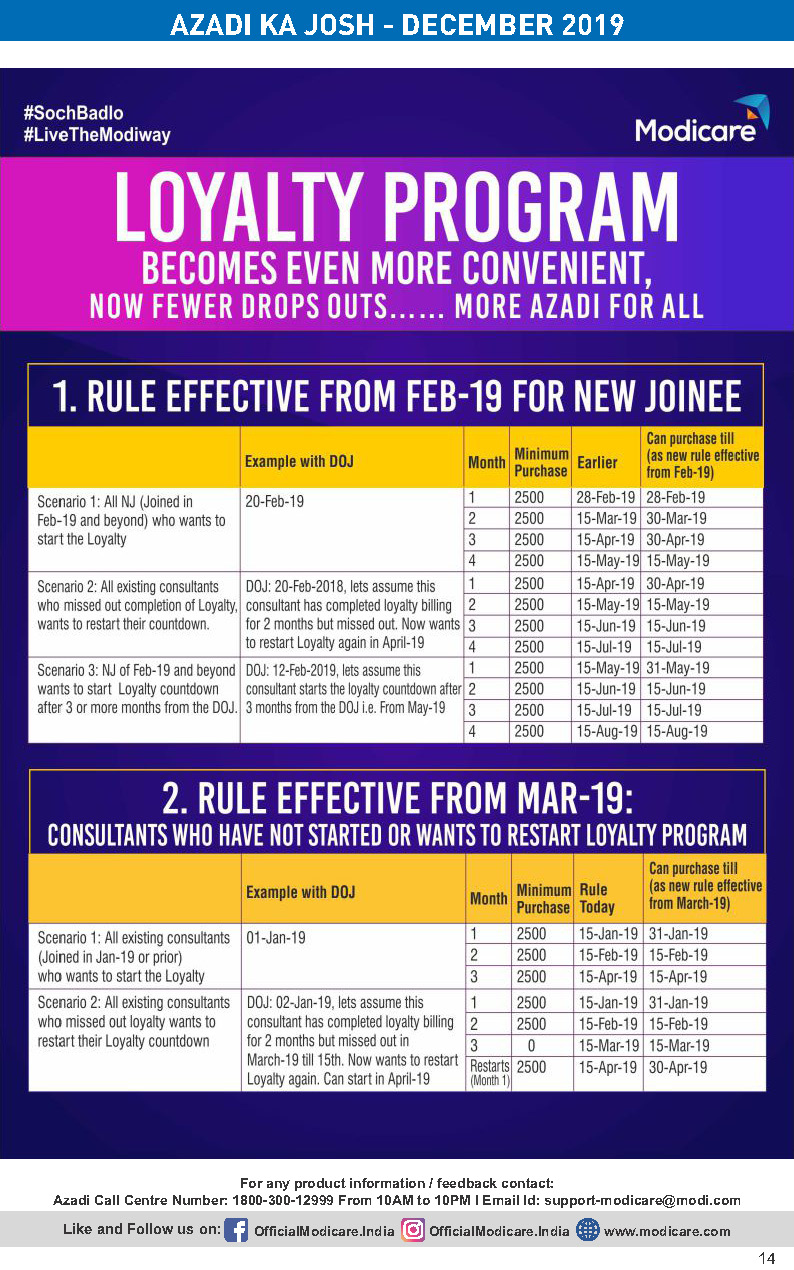 AZADI KA JOSH - DECEMBER 2019
#SochBadlo
#LiveTheModiway
Modicare
LOYALTY PROGRAM
BECOMES EVEN MORE CONVENIENT,
NOW FEWER DROPS OUTS...... MORE AZADI FOR ALL
1. RULE EFFECTIVE FROM FEB-19 FOR NEW JOINEE
Example with DOJ Month Minimum Purchase Earlier Can purchase till (as new rule effective from Feb-19)
Scenario 1: All NJ (Joined in
Feb-19 and beyond) who wants to
start the Loyalty
20-Feb-19
1 2500 28-Feb-19 28-Feb-19
2 2500 15-Mar-19 30-Mar-19
3 2500 15-Apr-19 30-Apr-19
4 2500 15-May-19 15-May-19
Scenario 2: All existing consultants
who missed out completion of Loyalty,
wants to restart their countdown.
DOJ: 20-Feb-2018, lets assume this
consultant has completed loyalty billing
for 2 months but missed out. Now wants
to restart Loyalty again in April-19
1 2500 15-Apr-19 30-Apr-19
2 2500 15-May-19 15-May-19
3 2500 15-Jun-19 15-Jun-19
4 2500 15-Jul-19 15-Jul-19
Scenario 3: NJ of Feb-19 and beyond
wants to start Loyalty countdown
after 3 or more months from the DOJ.
DOJ: 12-Feb-2019, lets assume this
consultant starts the loyalty countdown after
3 months from the DOJ i.e. From May-19
1 2500 15-May-19 31-May-19
2 2500 15-Jun-19 15-Jun-19
3 2500 15-Jul-19 15-Jul-19
4 2500 15-Aug-19 15-Aug-19
2. RULE EFFECTIVE FROM MAR-19:
CONSULTANTS WHO HAVE NOT STARTED OR WANTS TO RESTART LOYALTY PROGRAM
Example with DOJ Month Minimum Purchase Rule Today Can purchase till (as new rule effective from March-19)
Scenario 1: All existing consultants
(Joined in Jan-19 or prior)
who wants to start the Loyalty
01-Jan-19
1 2500 15-Jan-19 31-Jan-19
2 2500 15-Feb-19 15-Feb-19
3 2500 15-Apr-19 15-Apr-19
Scenario 2: All existing consultants
who missed out loyalty wants to
restart their Loyalty countdown
DOJ: 02-Jan-19, lets assume this
consultant has completed loyalty billing
for 2 months but missed out in
March-19 till 15th. Now wants to restart
Loyalty again. Can start in April-19
1 2500 15-Jan-19 31-Jan-19
2 2500 15-Feb-19 15-Feb-19
3 0 15-Mar-19 15-Mar-19
Restarts (Month 1) 2500 15-Apr-19 30-Apr-19
For any product information / feedback contact:
Azadi Call Centre Number: 1800-300-12999 From 10AM to 10PM I Email Id: support-modicare@modi.com
Like and Follow us on: f OfficialModicare.India OfficialModicare.India www.modicare.com
14